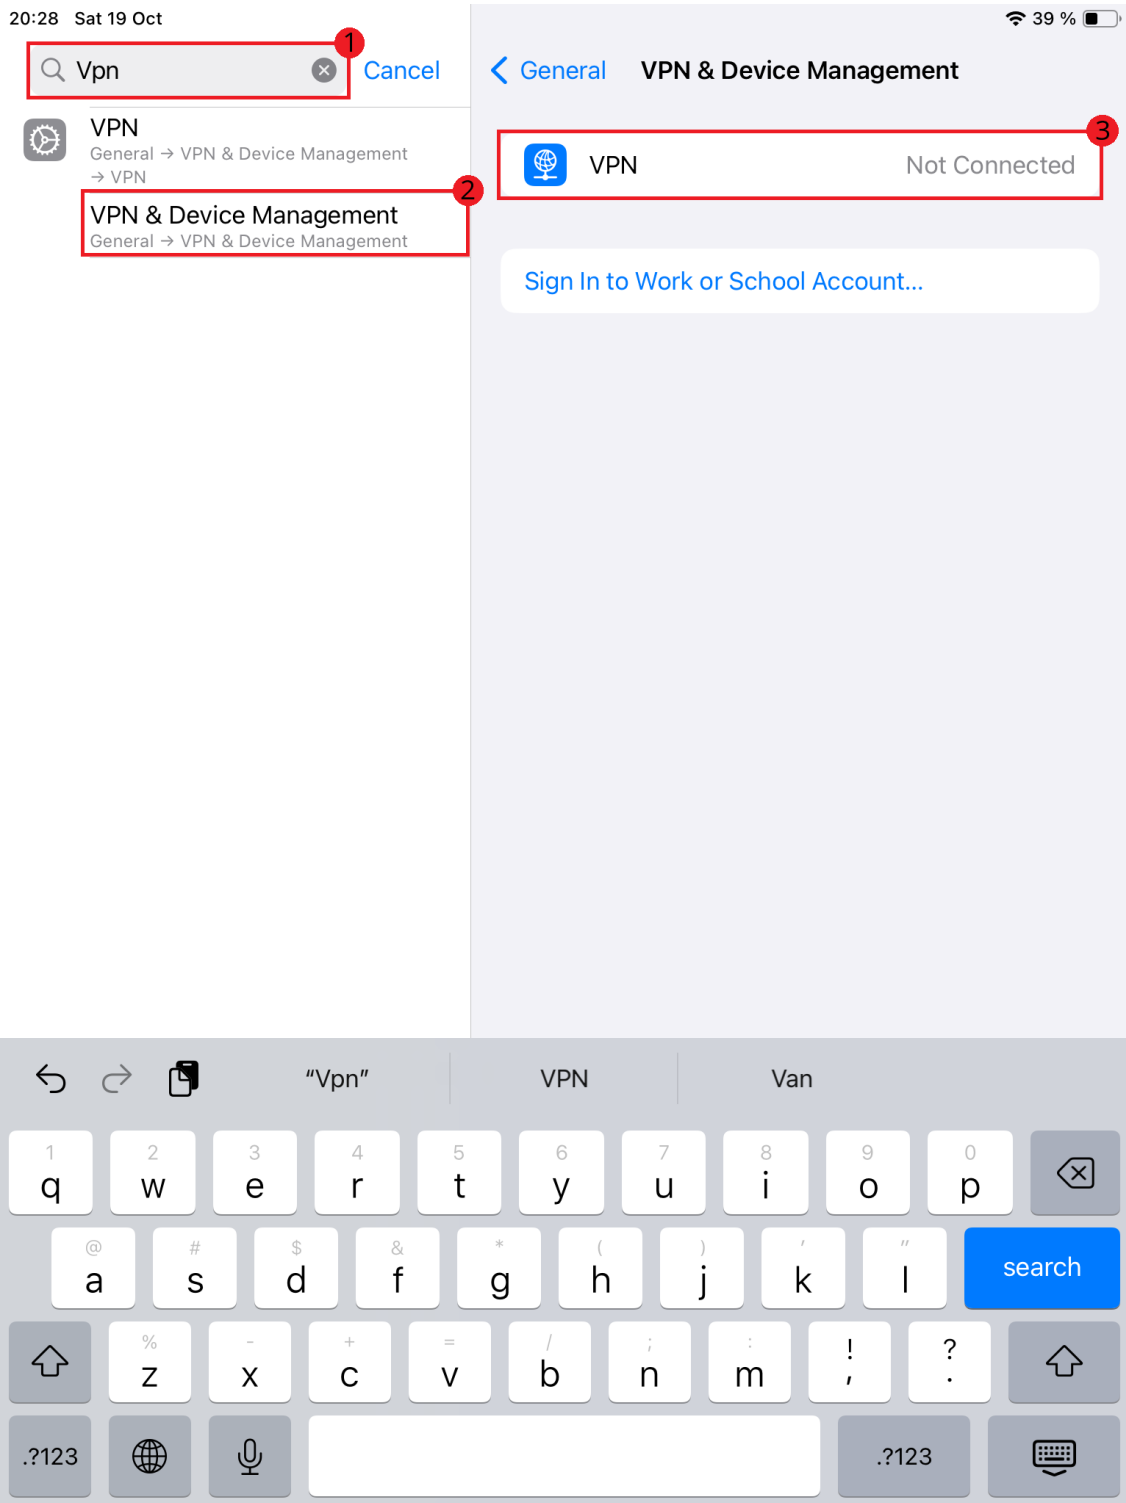 20:28 Sat 19 Oct
39 %
1
Vpn
Cancel
VPN
General → VPN & Device Management
→ VPN
2
VPN & Device Management
General → VPN & Device Management
General
VPN & Device Management
3
VPN
Not Connected
Sign In to Work or School Account...
“Vpn”
VPN
Van
1 2 3 4 5 6 7 8 9 0
q w e r t y u i o p
@ # $ & * ( ) ' "
a s d f g h j k l
search
% - + = / ; : ! ?
z x c v b n m , .
.?123
.?123